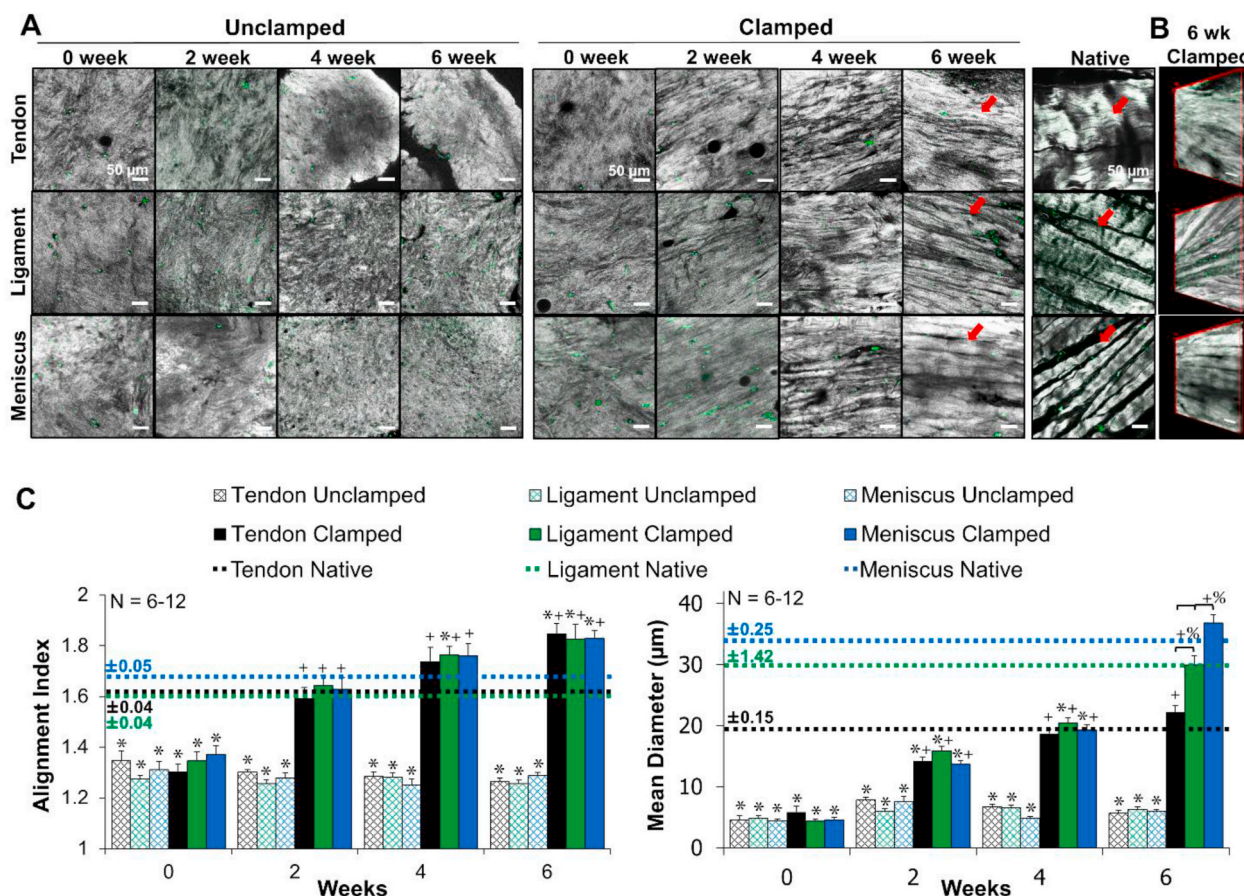 A
Unclamped
Clamped
B
6 wk
Clamped
0 week
2 week
4 week
6 week
0 week
2 week
4 week
6 week
Native
Tendon
50 µm
50 µm
50 µm
Ligament
Meniscus
C
Tendon Unclamped
Ligament Unclamped
Meniscus Unclamped
Tendon Clamped
Ligament Clamped
Meniscus Clamped
Tendon Native
Ligament Native
Meniscus Native
Alignment Index
2
1.8
1.6
1.4
1.2
1
N = 6-12
±0.05
±0.04
±0.04
* * * * * *
* * * + + +
* * * + *+ +
* * * *+ *+ *+
0
2
4
6
Weeks
Mean Diameter (µm)
40
30
20
10
0
N = 6-12
±0.25
±1.42
±0.15
* * * * * *
* * * *+ *+ *+
* * * + *+ *+
* * * + +% +%
0
2
4
6
Weeks